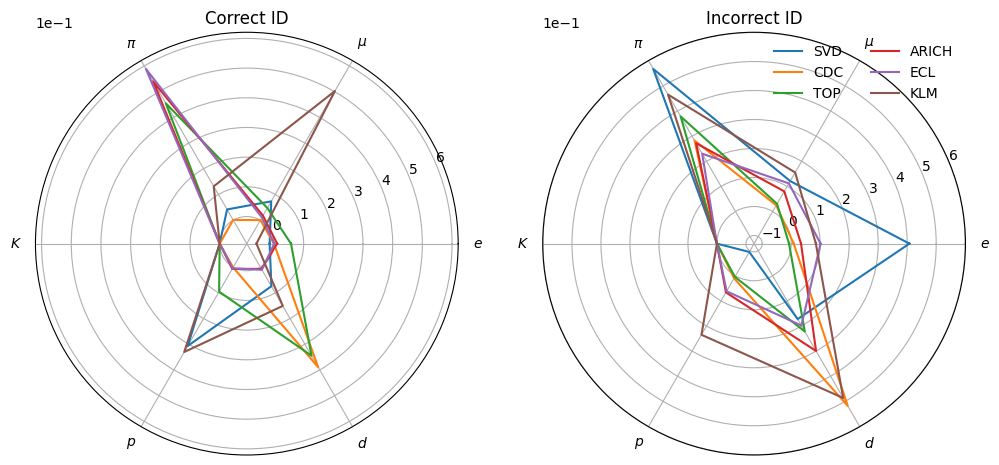 Correct ID
1e−1
π
μ
K
e
p
d
0
1
2
3
4
5
6
Incorrect ID
1e−1
π
μ
K
e
p
d
−1
0
1
2
3
4
5
6
SVD
CDC
TOP
ARICH
ECL
KLM